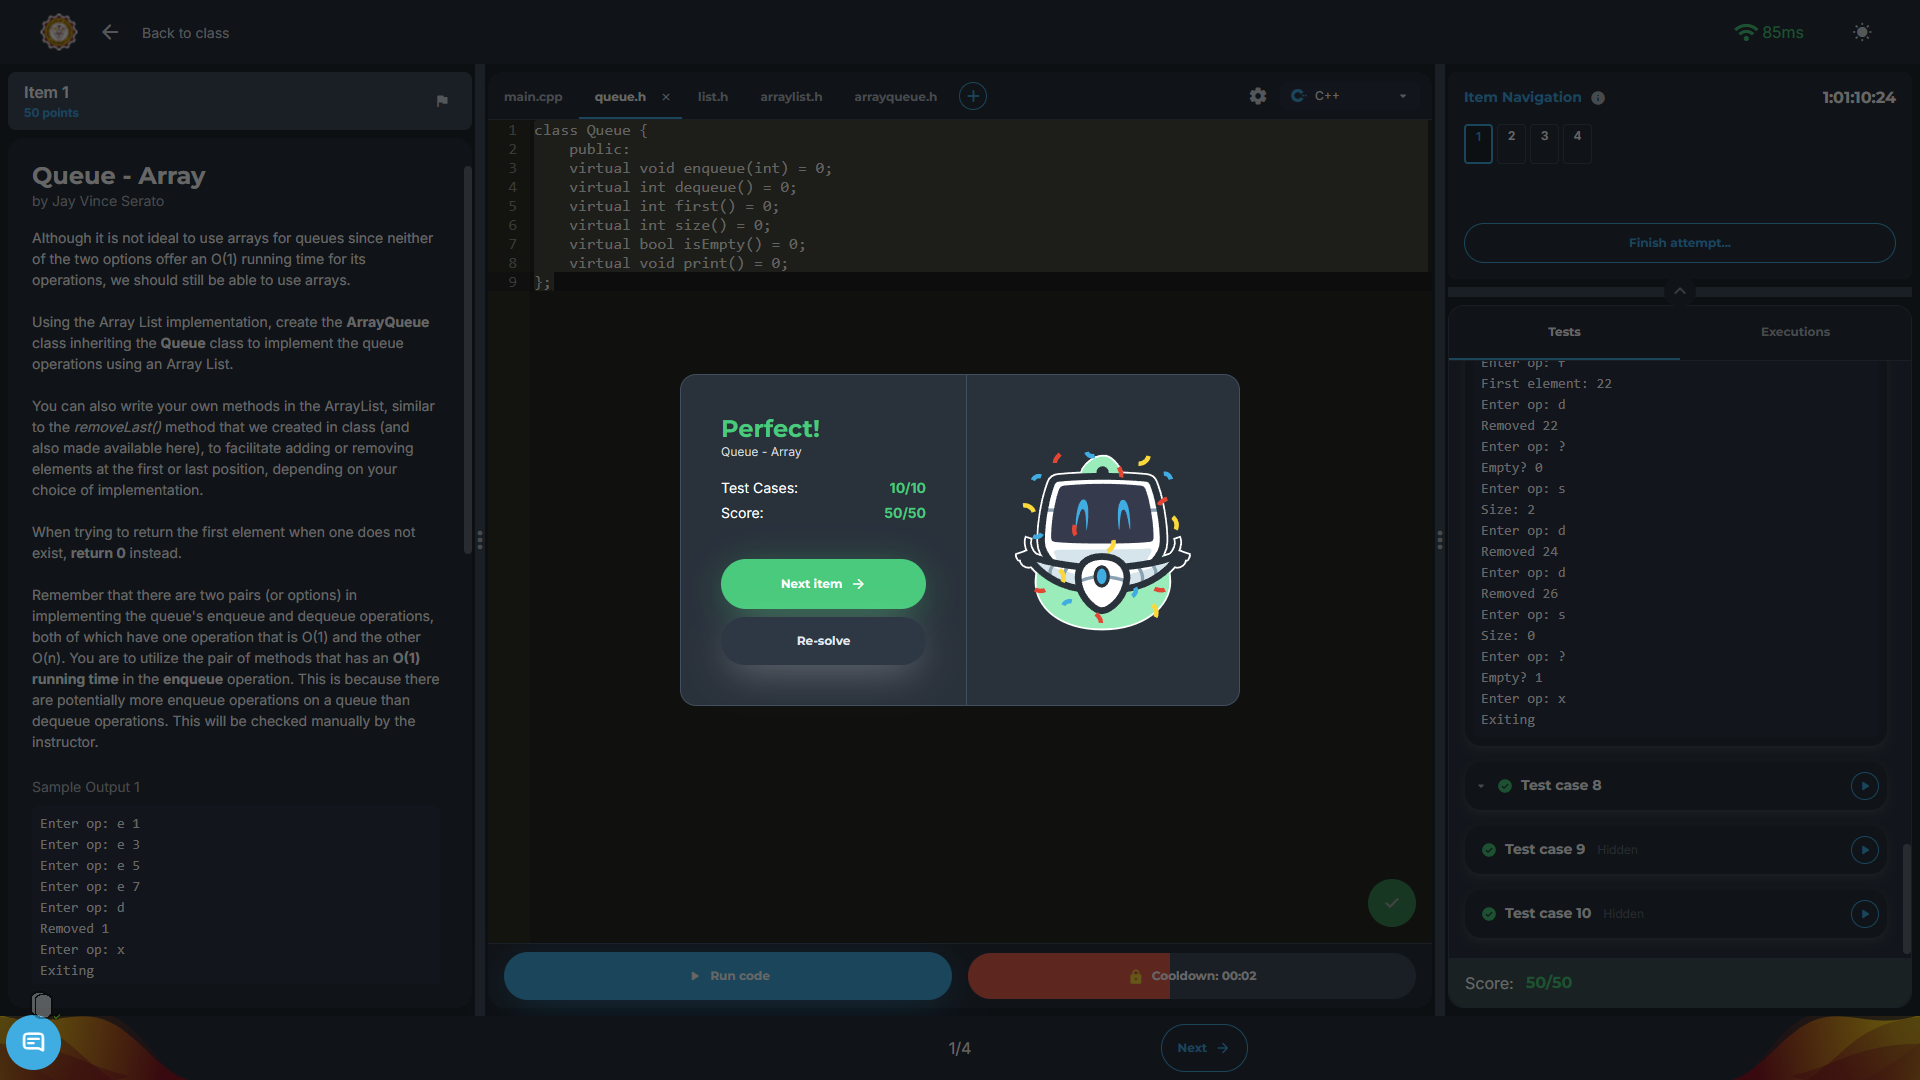 Back to class
85ms
Item 1
50 points
Queue - Array
by Jay Vince Serato
Although it is not ideal to use arrays for queues since neither
of the two options offer an O(1) running time for its
operations, we should still be able to use arrays.
Using the Array List implementation, create the ArrayQueue
class inheriting the Queue class to implement the queue
operations using an Array List.
You can also write your own methods in the ArrayList, similar
to the removeLast() method that we created in class (and
also made available here), to facilitate adding or removing
elements at the first or last position, depending on your
choice of implementation.
When trying to return the first element when one does not
exist, return 0 instead.
Remember that there are two pairs (or options) in
implementing the queue's enqueue and dequeue operations,
both of which have one operation that is O(1) and the other
O(n). You are to utilize the pair of methods that has an O(1)
running time in the enqueue operation. This is because there
are potentially more enqueue operations on a queue than
dequeue operations. This will be checked manually by the
instructor.
Sample Output 1
Enter op: e 1
Enter op: e 3
Enter op: e 5
Enter op: e 7
Enter op: d
Removed 1
Enter op: x
Exiting
main.cpp
queue.h ×
list.h
arraylist.h
arrayqueue.h
C++
1 class Queue {
2 public:
3 virtual void enqueue(int) = 0;
4 virtual int dequeue() = 0;
5 virtual int first() = 0;
6 virtual int size() = 0;
7 virtual bool isEmpty() = 0;
8 virtual void print() = 0;
9 };
Perfect!
Queue - Array
Test Cases: 10/10
Score: 50/50
Next item
Re-solve
Run code
Cooldown: 00:02
1/4
Next
Item Navigation
1:01:10:24
1 2 3 4
Finish attempt...
Tests
Executions
Enter op: f
First element: 22
Enter op: d
Removed 22
Enter op: ?
Empty? 0
Enter op: s
Size: 2
Enter op: d
Removed 24
Enter op: d
Removed 26
Enter op: s
Size: 0
Enter op: ?
Empty? 1
Enter op: x
Exiting
Test case 8
Test case 9 Hidden
Test case 10 Hidden
Score: 50/50